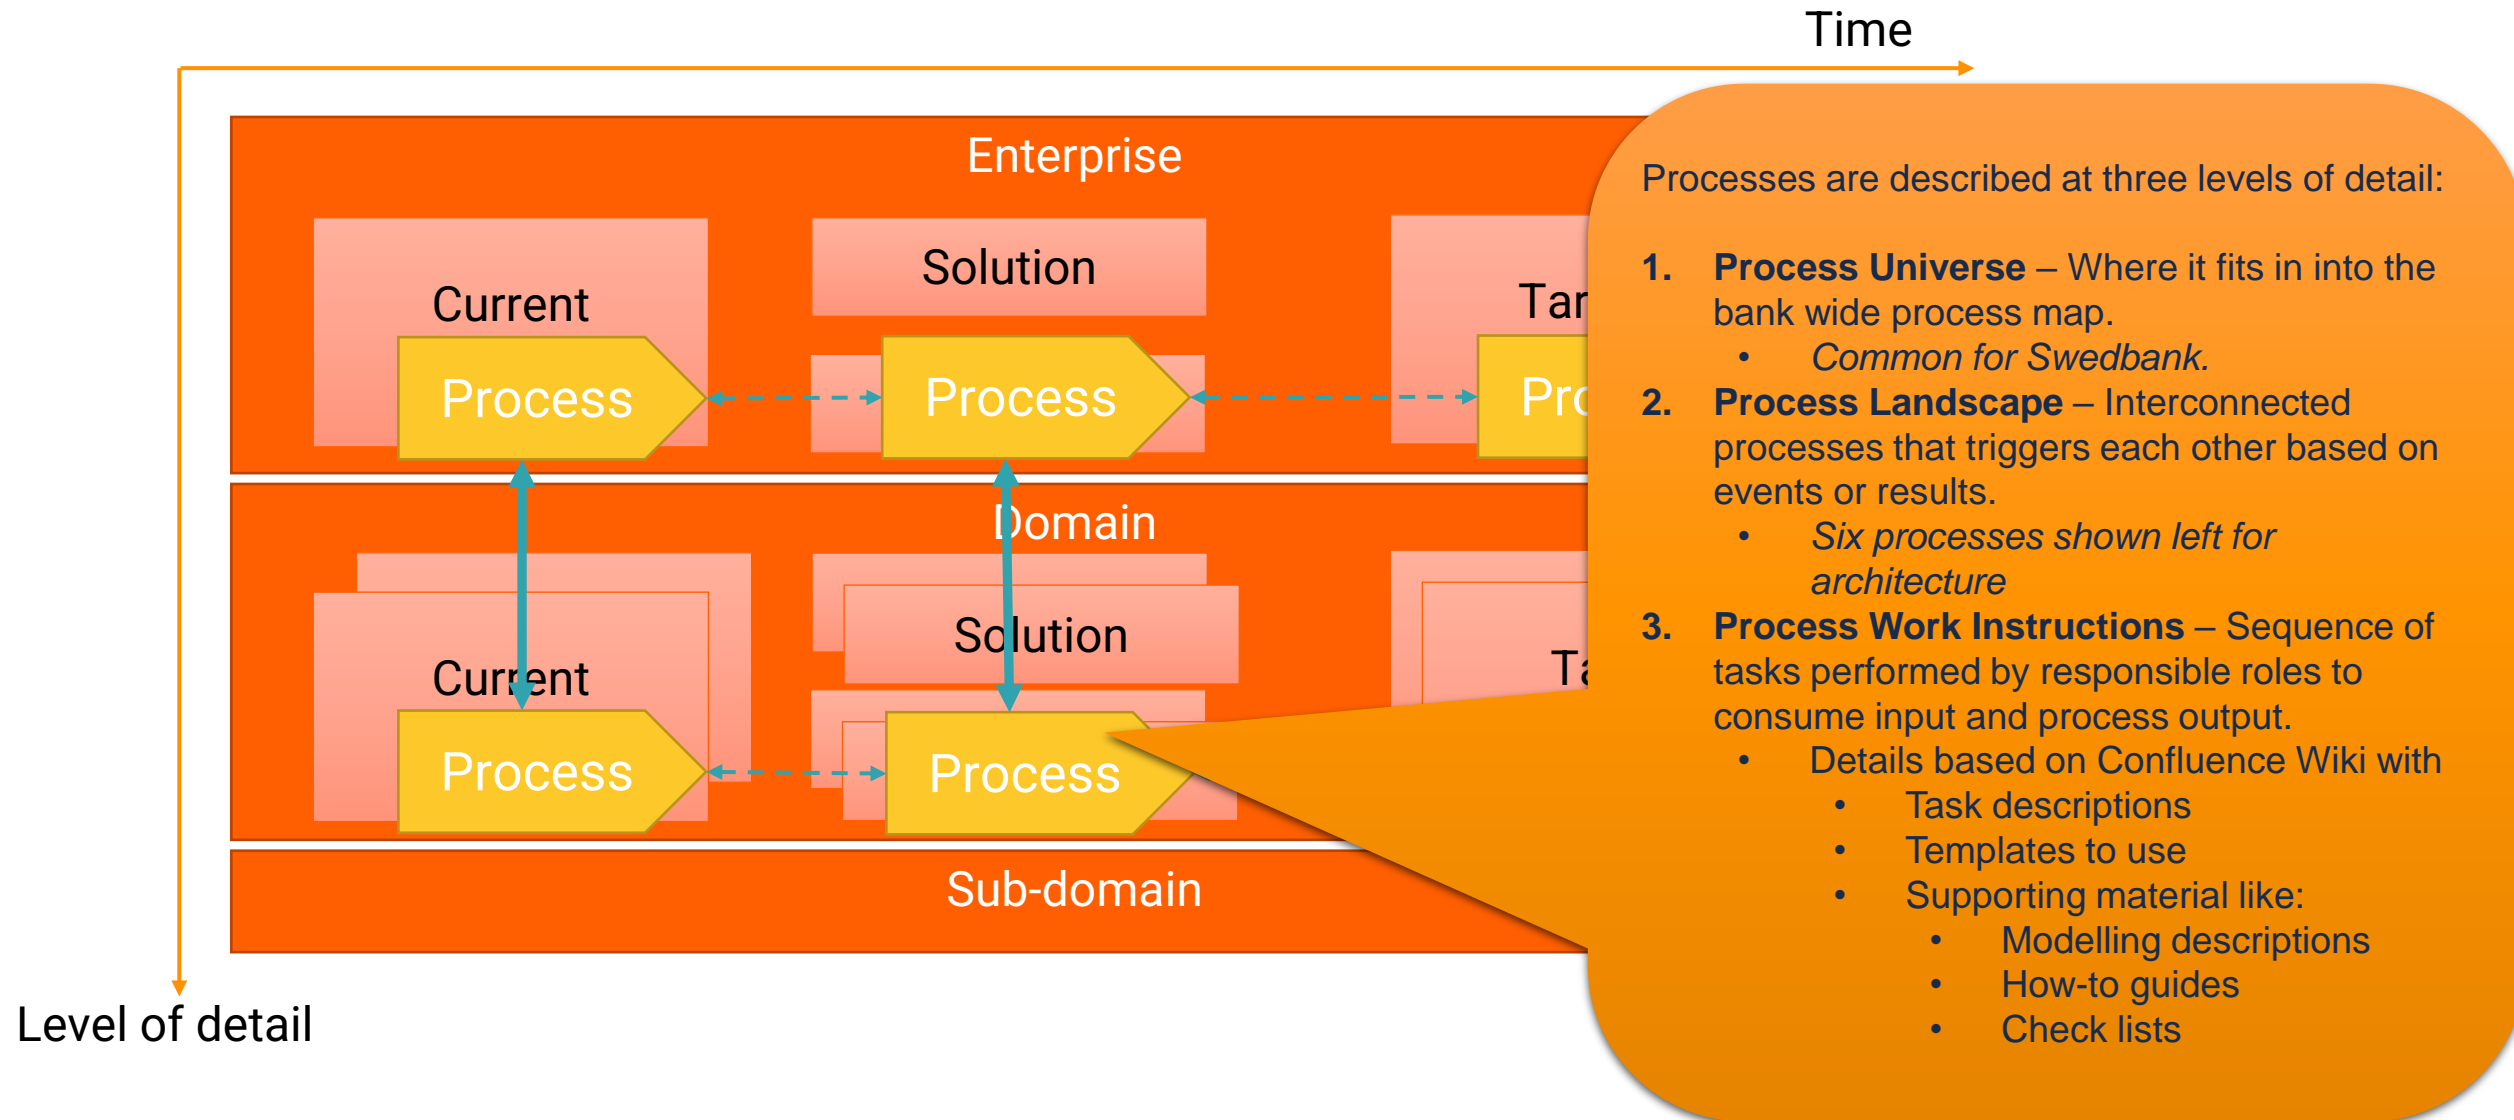 Time
Enterprise
Current
Solution
Tar
Process
Process
Pro
Domain
Current
Solution
Ta
Process
Process
Sub-domain
Level of detail
Processes are described at three levels of detail:
1. Process Universe – Where it fits in into the
bank wide process map.
• Common for Swedbank.
2. Process Landscape – Interconnected
processes that triggers each other based on
events or results.
• Six processes shown left for
architecture
3. Process Work Instructions – Sequence of
tasks performed by responsible roles to
consume input and process output.
• Details based on Confluence Wiki with
• Task descriptions
• Templates to use
• Supporting material like:
• Modelling descriptions
• How-to guides
• Check lists